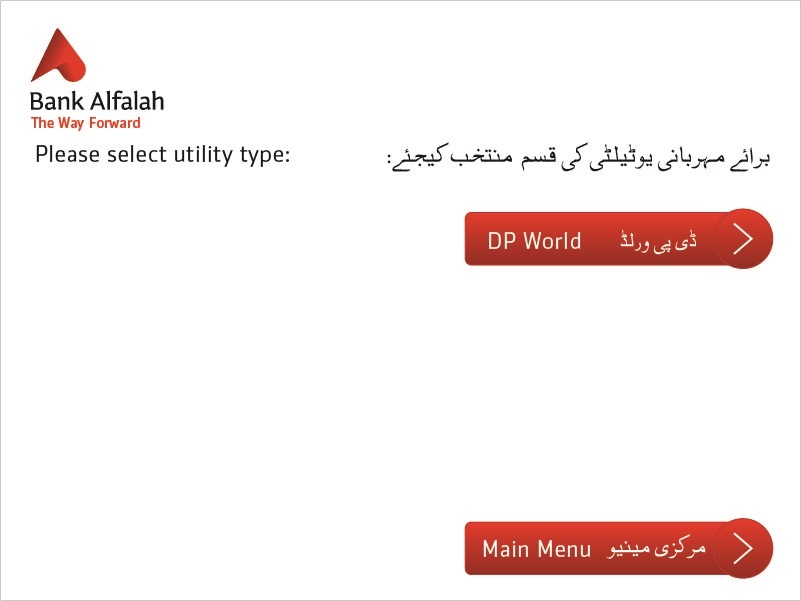 Bank Alfalah
The Way Forward
Please select utility type:
برائے مہربانی یوٹیلٹی کی قسم منتخب کیجئے:
DP World ڈی پی ورلڈ
Main Menu مرکزی مینیو